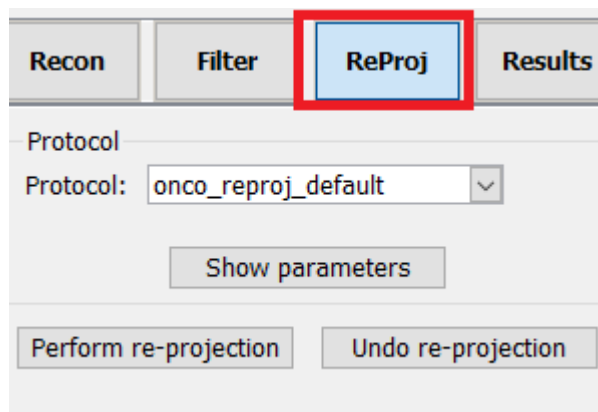 Recon Filter ReProj Results
Protocol
Protocol: onco_reproj_default
Show parameters
Perform re-projection Undo re-projection